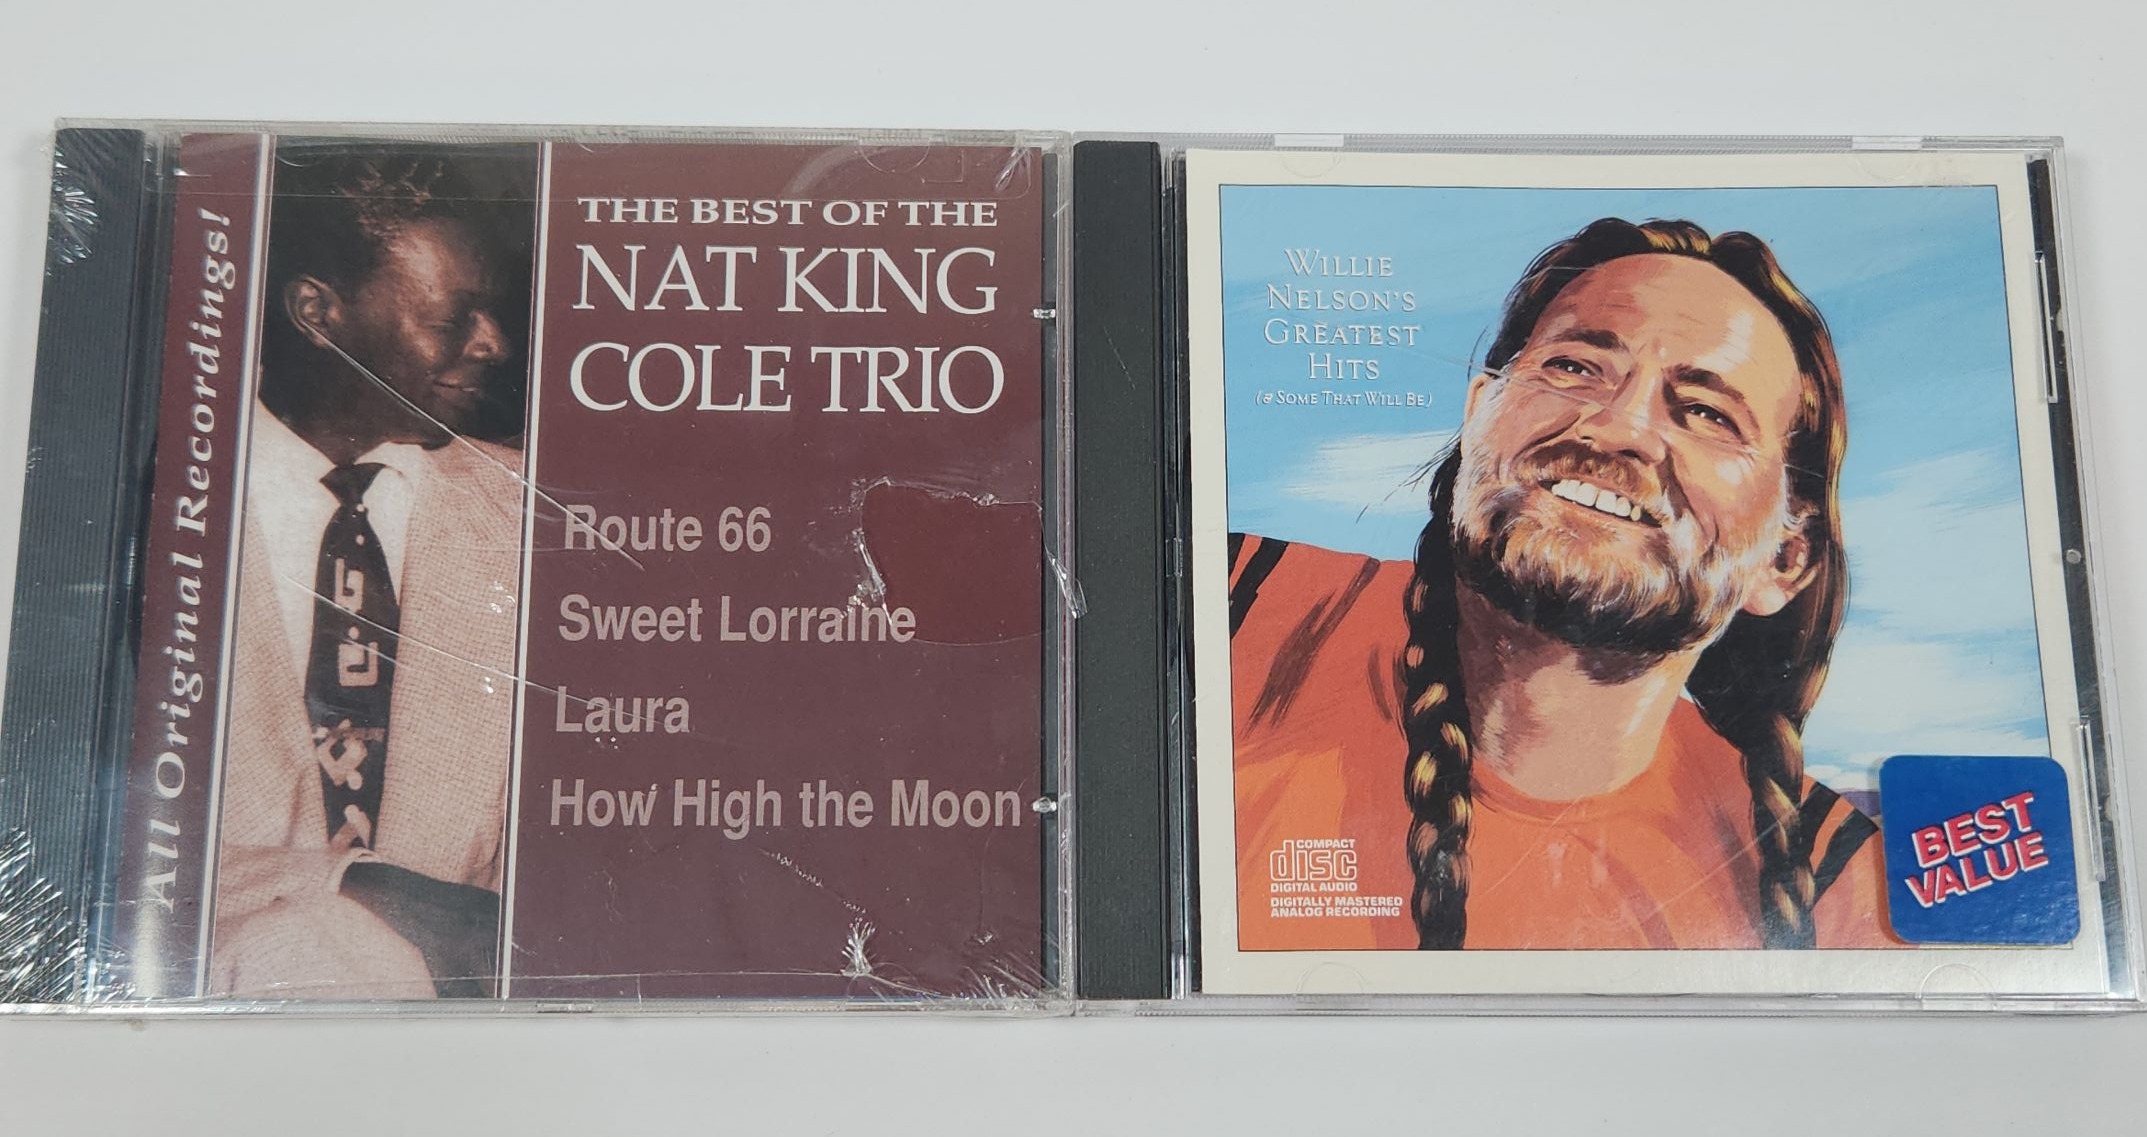 All Original Recordings!
THE BEST OF THE
NAT KING
COLE TRIO
Route 66
Sweet Lorraine
Laura
How High the Moon
WILLIE
NELSON'S
GREATEST
HITS
(& SOME THAT WILL BE)
COMPACT
disc
DIGITAL AUDIO
DIGITALLY MASTERED
ANALOG RECORDING
BEST
VALUE